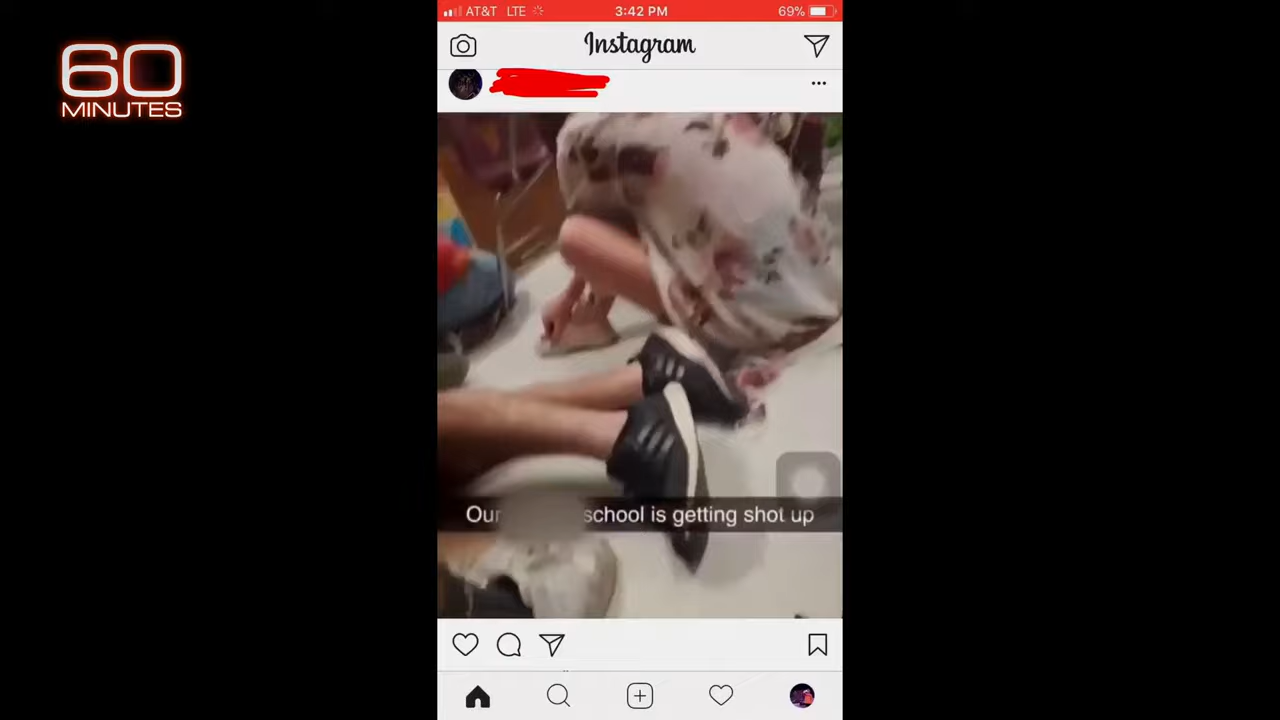 60
MINUTES
AT&T LTE 3:42 PM 69%
Instagram
Our school is getting shot up